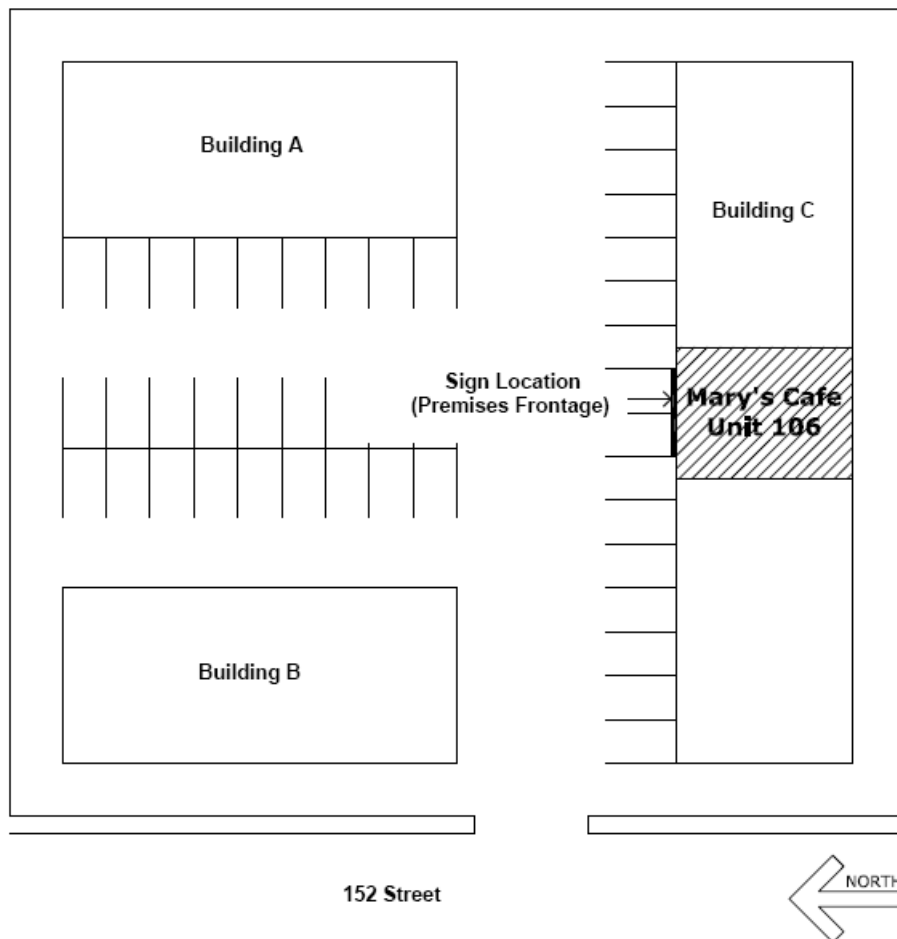 Building A
Building C
Sign Location
(Premises Frontage)
Mary's Cafe
Unit 106
Building B
152 Street
NORTH